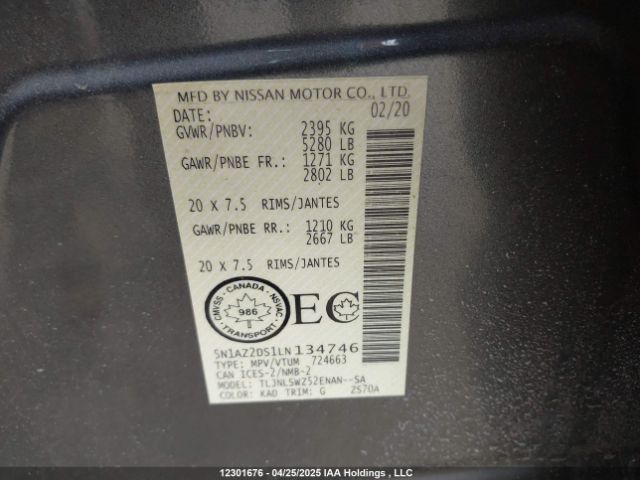 MFD BY NISSAN MOTOR CO., LTD.
DATE: 02/20
GVWR/PNBV: 2395 KG
5280 LB
GAWR/PNBE FR.: 1271 KG
2802 LB
20 X 7.5 RIMS/JANTES
GAWR/PNBE RR.: 1210 KG
2667 LB
20 X 7.5 RIMS/JANTES
CMVSS · CANADA · NSVAC
986
TRANSPORT
EC
5N1AZ2DS1LN134746
TYPE: MPV/VTUM 724663
CAN ICES-2/NMB-2
MODEL: TLJNLSWZ52ENAN--SA
COLOR: KAD TRIM: G ZS70A
12301676 - 04/25/2025 IAA Holdings , LLC